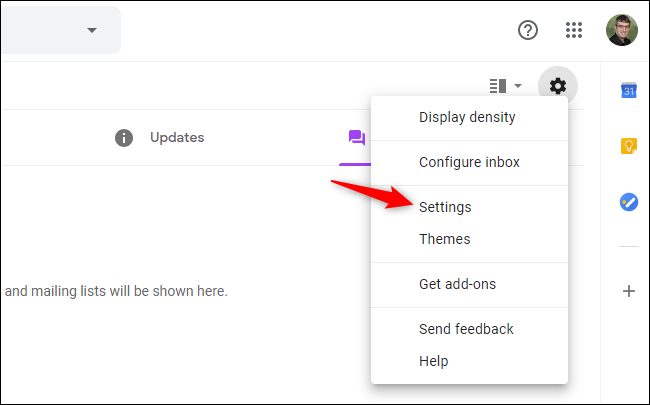 Display density
Updates
Configure inbox
Settings
Themes
Get add-ons
and mailing lists will be shown here.
Send feedback
Help
31